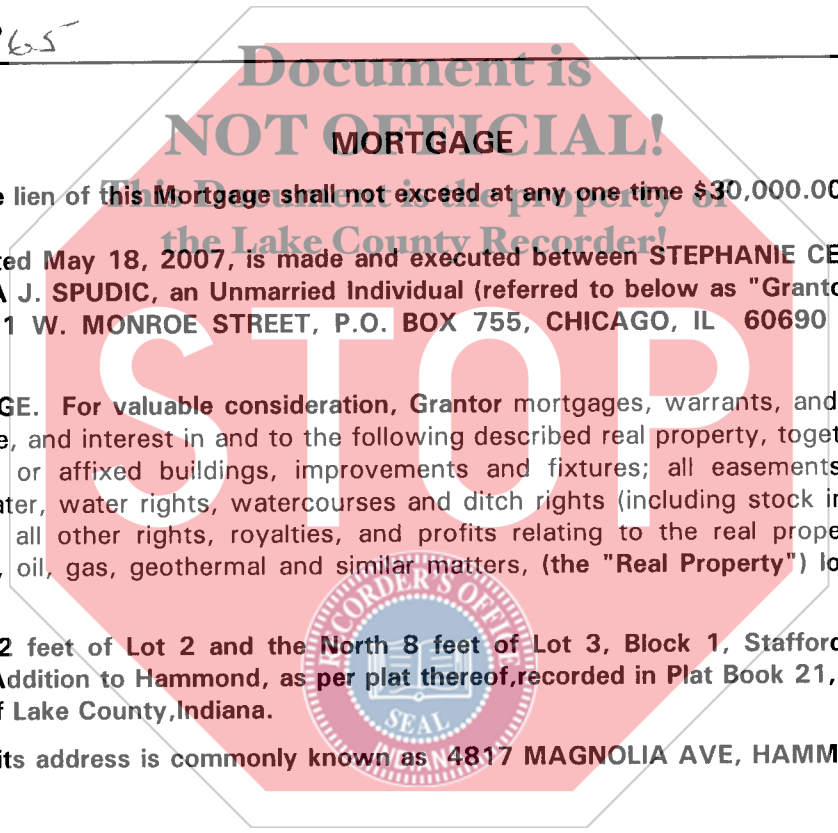 65
Document is
NOT OFFICIAL!
MORTGAGE
This Document is the property of
the Lake County Recorder!
lien of this Mortgage shall not exceed at any one time $30,000.00
ted May 18, 2007, is made and executed between STEPHANIE CE
A J. SPUDIC, an Unmarried Individual (referred to below as "Granto
1 W. MONROE STREET, P.O. BOX 755, CHICAGO, IL 60690
STOP
GE. For valuable consideration, Grantor mortgages, warrants, and
e, and interest in and to the following described real property, toget
or affixed buildings, improvements and fixtures; all easements
ater, water rights, watercourses and ditch rights (including stock in
all other rights, royalties, and profits relating to the real prope
, oil, gas, geothermal and similar matters, (the "Real Property") lo
RECORDER'S OFFICE
2 feet of Lot 2 and the North 8 feet of Lot 3, Block 1, Stafford
Addition to Hammond, as per plat thereof,recorded in Plat Book 21,
f Lake County,Indiana.
SEAL
its address is commonly known as 4817 MAGNOLIA AVE, HAMM
INDIANA